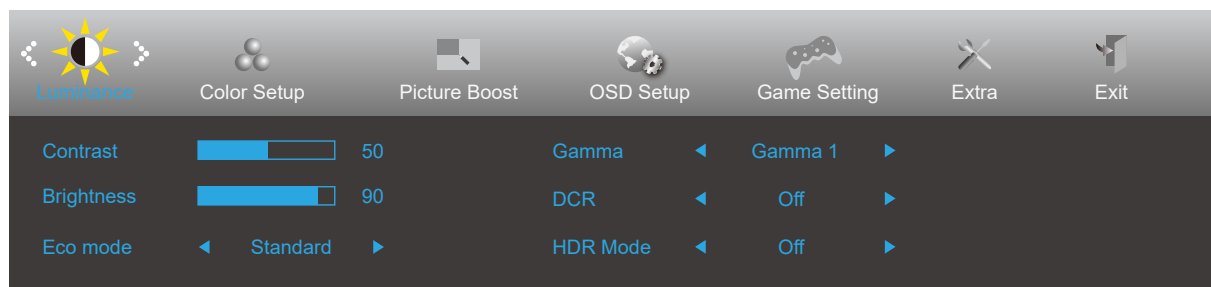 Luminance Color Setup Picture Boost OSD Setup Game Setting Extra Exit
Contrast 50 Gamma Gamma 1
Brightness 90 DCR Off
Eco mode Standard HDR Mode Off